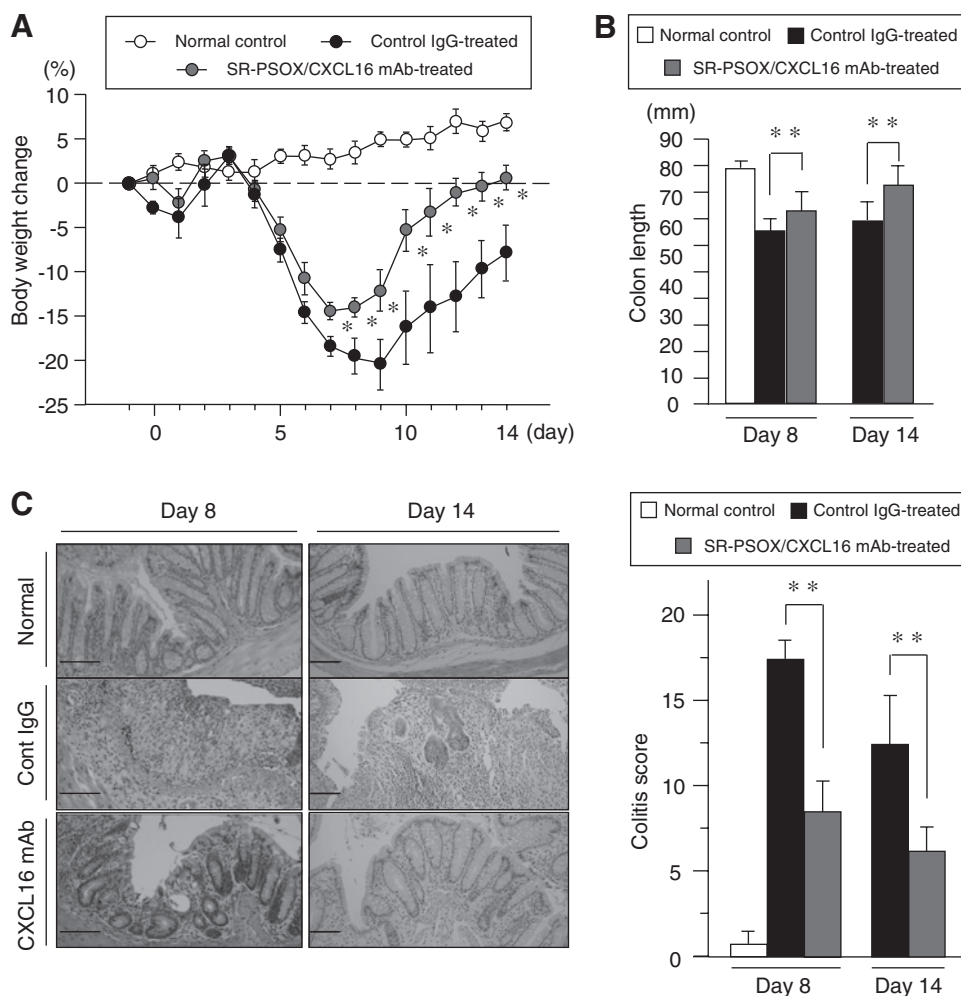 A
Normal control
Control IgG-treated
SR-PSOX/CXCL16 mAb-treated
(%)
10
5
0
-5
-10
-15
-20
-25
Body weight change
* * * * * * * *
0
5
10
14 (day)
B
Normal control
Control IgG-treated
SR-PSOX/CXCL16 mAb-treated
(mm)
90
80
70
60
50
40
30
20
10
0
Colon length
* *
* *
Day 8
Day 14
C
Day 8
Day 14
Normal
Cont IgG
CXCL16 mAb
Normal control
Control IgG-treated
SR-PSOX/CXCL16 mAb-treated
20
15
10
5
0
Colitis score
* *
* *
Day 8
Day 14